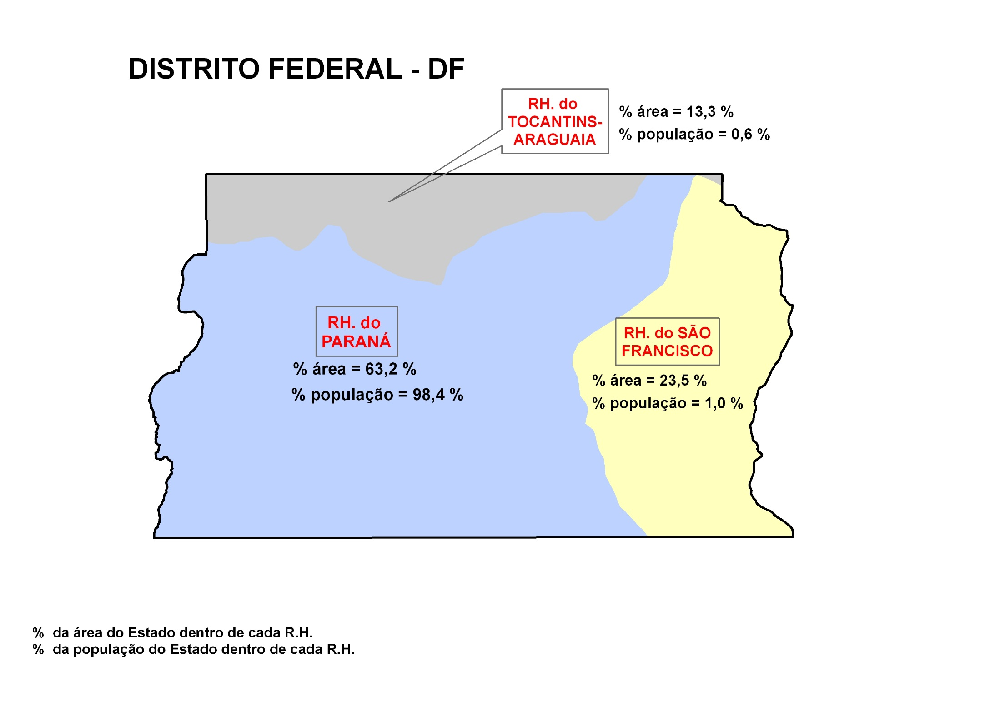 DISTRITO FEDERAL - DF
RH. do
TOCANTINS-
ARAGUAIA
% área = 13,3 %
% população = 0,6 %
RH. do
PARANÁ
% área = 63,2 %
% população = 98,4 %
RH. do SÃO
FRANCISCO
% área = 23,5 %
% população = 1,0 %
% da área do Estado dentro de cada R.H.
% da população do Estado dentro de cada R.H.